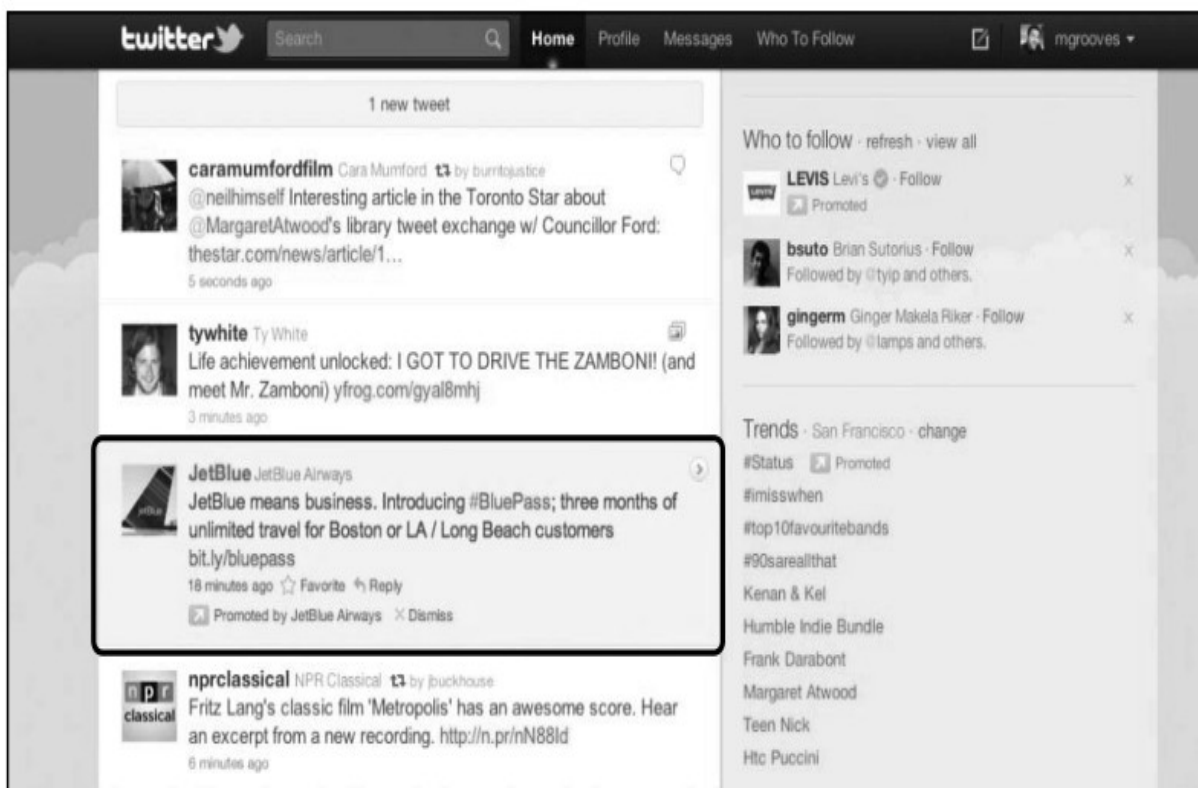 twitter
Search
Home Profile Messages Who To Follow
mgrooves
1 new tweet
caramumfordfilm Cara Mumford by burritojustice
@neilhimself Interesting article in the Toronto Star about
@MargaretAtwood's library tweet exchange w/ Councillor Ford:
thestar.com/news/article/1…
5 seconds ago
tywhite Ty White
Life achievement unlocked: I GOT TO DRIVE THE ZAMBONI! (and
meet Mr. Zamboni) yfrog.com/gyal8mhj
3 minutes ago
JetBlue JetBlue Airways
JetBlue means business. Introducing #BluePass; three months of
unlimited travel for Boston or LA / Long Beach customers
bit.ly/bluepass
18 minutes ago Favorite Reply
Promoted by JetBlue Airways × Dismiss
jetBlue
nprclassical NPR Classical by jbuckhouse
Fritz Lang's classic film 'Metropolis' has an awesome score. Hear
an excerpt from a new recording. http://n.pr/nN88Id
6 minutes ago
npr
classical
Who to follow · refresh · view all
LEVIS Levi's · Follow ×
Promoted
LEVI'S
bsuto Brian Sutorius · Follow ×
Followed by @tyip and others.
gingerm Ginger Makela Riker · Follow ×
Followed by @lamps and others.
Trends · San Francisco · change
#Status Promoted
#imisswhen
#top10favouritebands
#90sareallthat
Kenan & Kel
Humble Indie Bundle
Frank Darabont
Margaret Atwood
Teen Nick
Htc Puccini